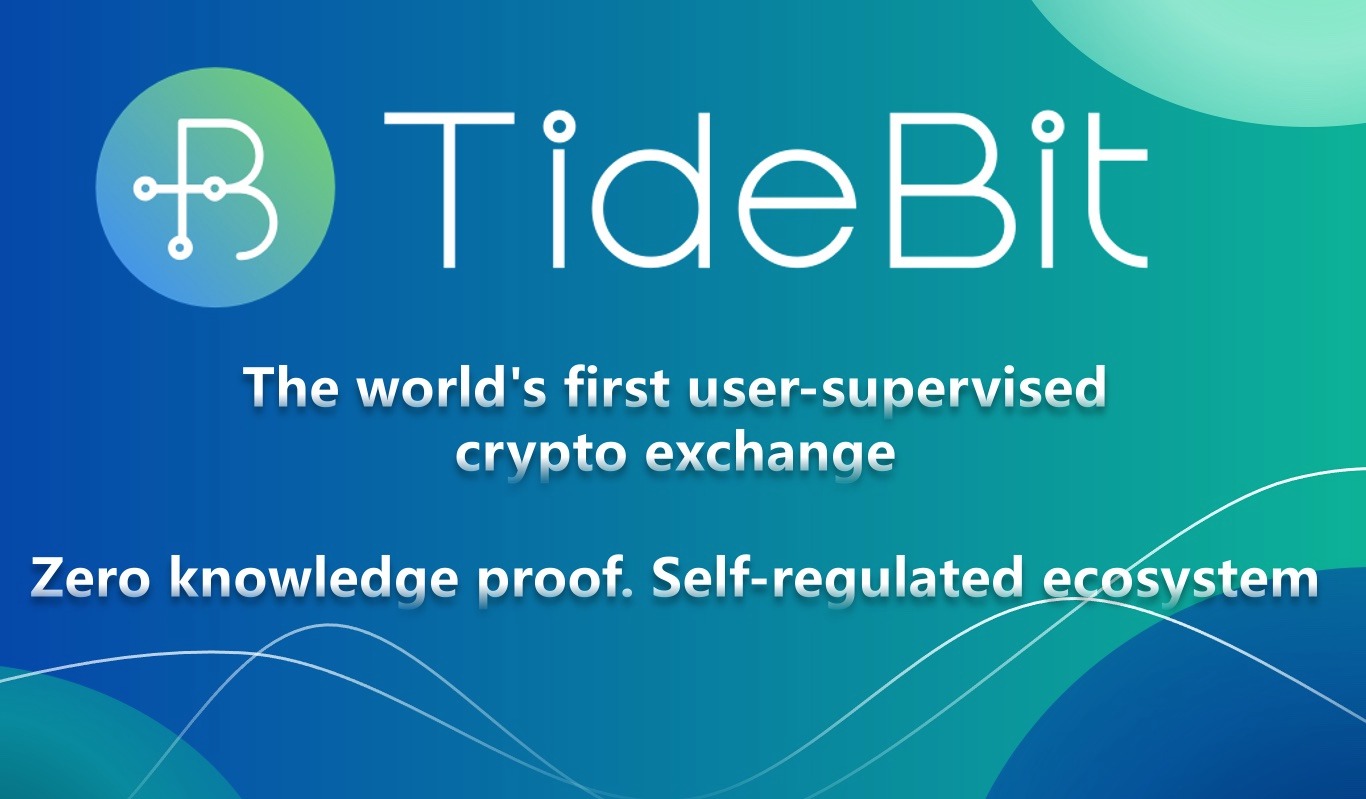 TideBit
The world's first user-supervised
crypto exchange
Zero knowledge proof. Self-regulated ecosystem